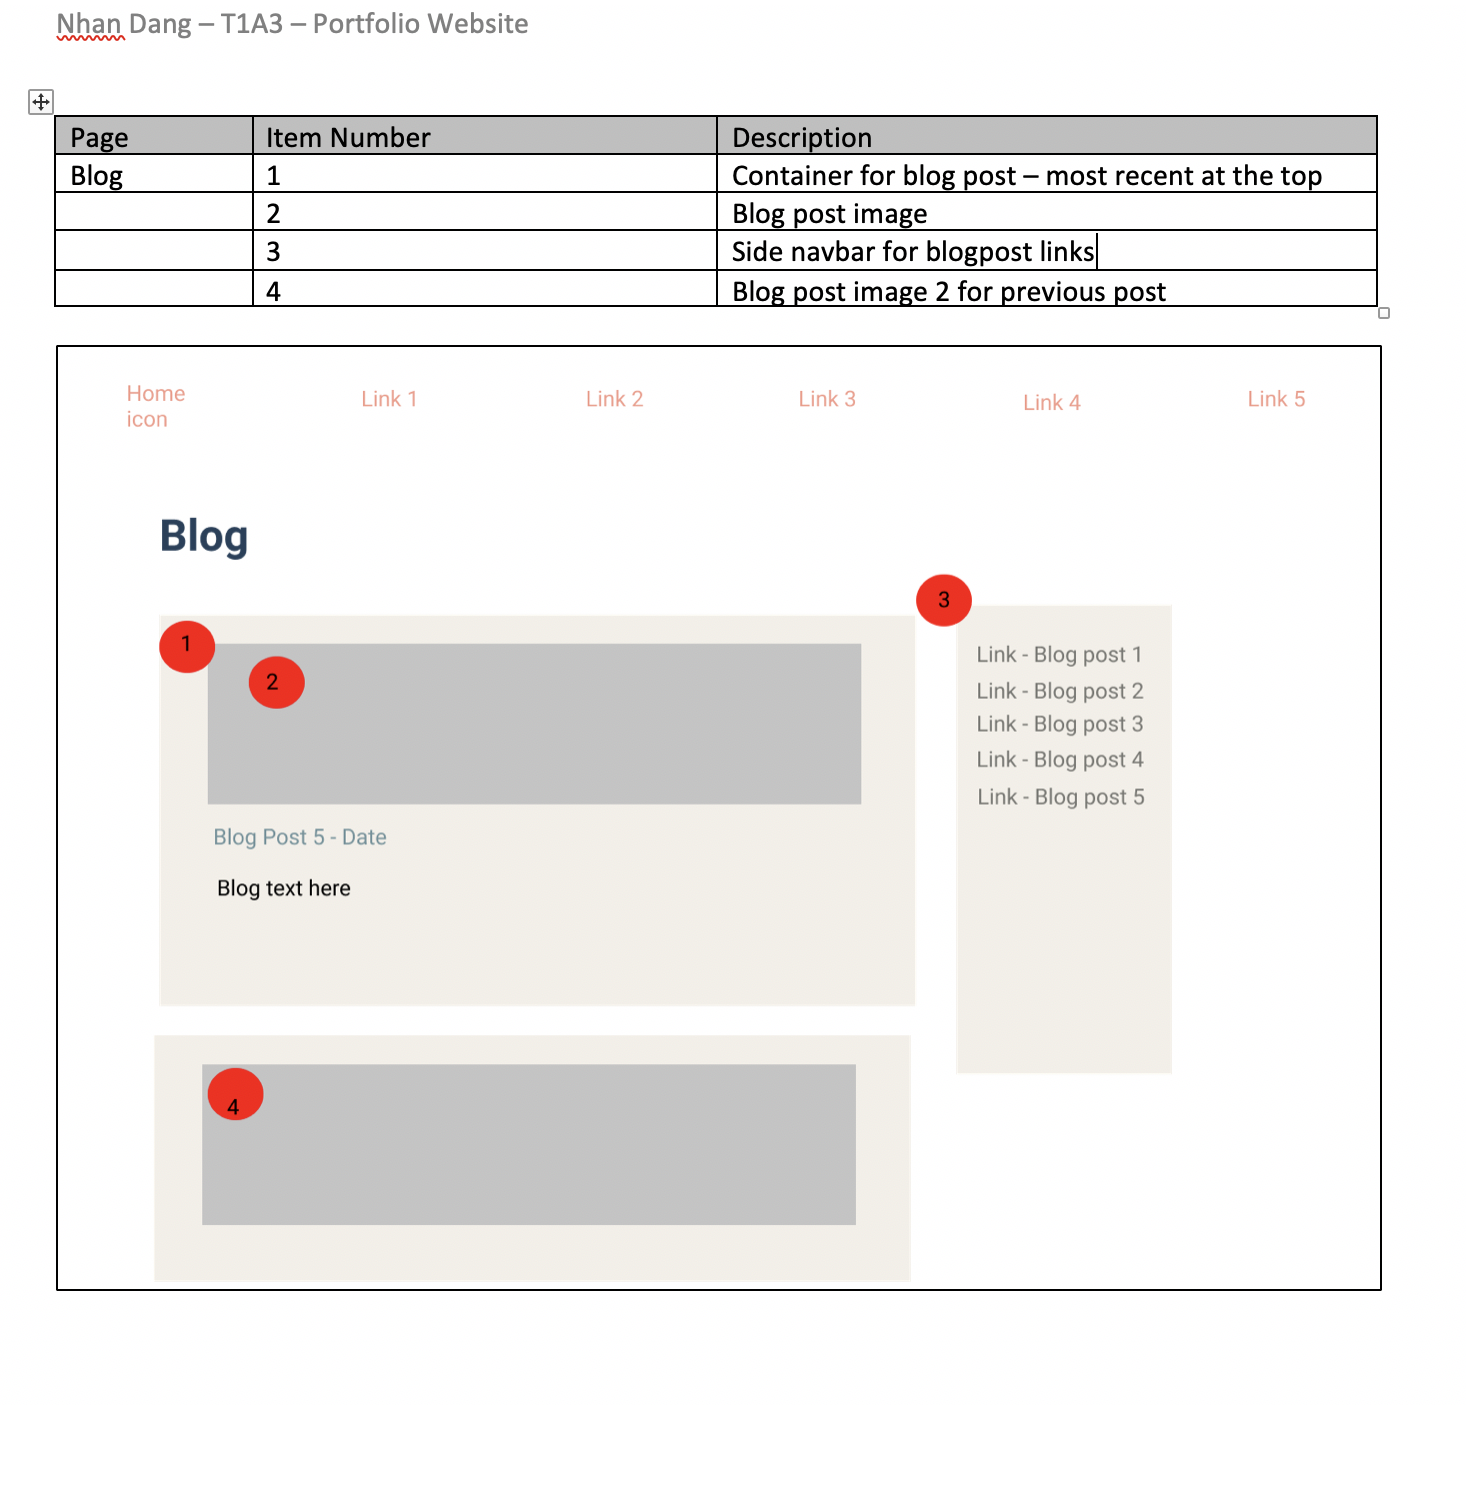 Nhan Dang – T1A3 – Portfolio Website
Page Item Number Description
Blog 1 Container for blog post – most recent at the top
2 Blog post image
3 Side navbar for blogpost links
4 Blog post image 2 for previous post
Home
icon
Link 1
Link 2
Link 3
Link 4
Link 5
Blog
1
2
Blog Post 5 - Date
Blog text here
3
Link - Blog post 1
Link - Blog post 2
Link - Blog post 3
Link - Blog post 4
Link - Blog post 5
4